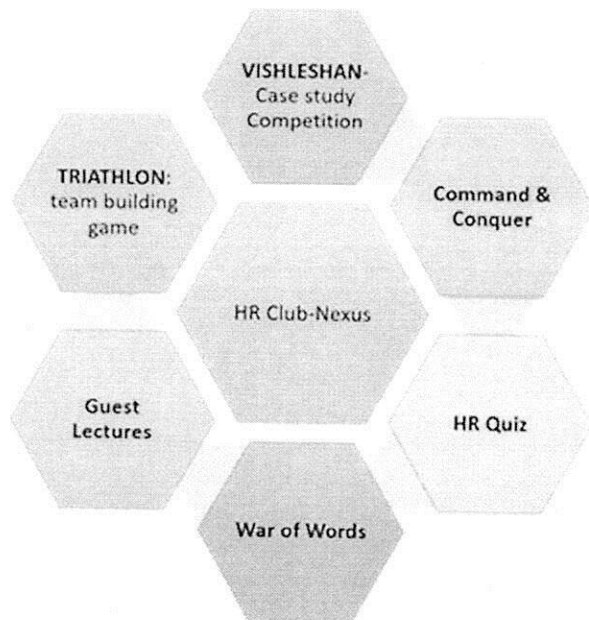 VISHLESHAN-
Case study
Competition
TRIATHLON:
team building
game
Command &
Conquer
HR Club-Nexus
Guest
Lectures
HR Quiz
War of Words